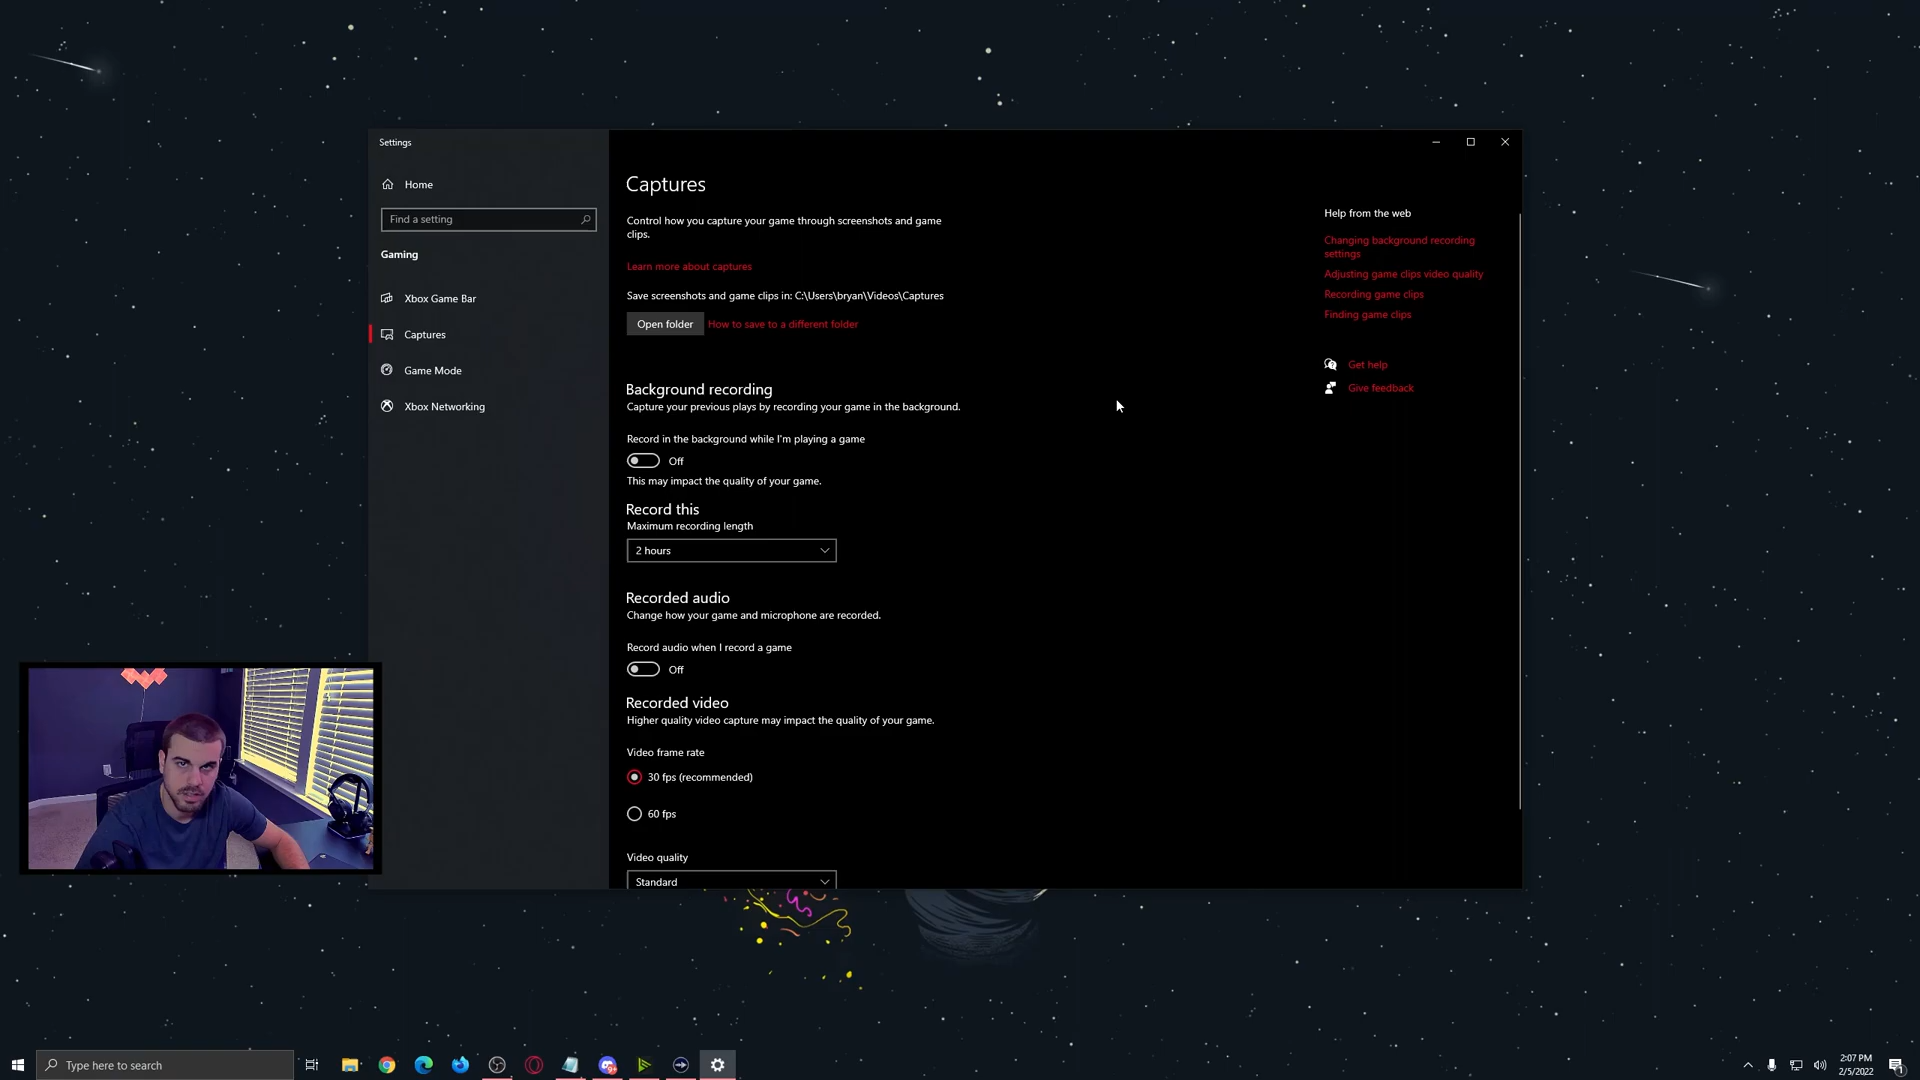 Settings
Home
Find a setting
Gaming
Xbox Game Bar
Captures
Game Mode
Xbox Networking
Captures
Control how you capture your game through screenshots and game
clips.
Learn more about captures
Save screenshots and game clips in: C:\Users\bryan\Videos\Captures
Open folder
How to save to a different folder
Background recording
Capture your previous plays by recording your game in the background.
Record in the background while I'm playing a game
Off
This may impact the quality of your game.
Record this
Maximum recording length
2 hours
Recorded audio
Change how your game and microphone are recorded.
Record audio when I record a game
Off
Recorded video
Higher quality video capture may impact the quality of your game.
Video frame rate
30 fps (recommended)
60 fps
Video quality
Standard
Help from the web
Changing background recording
settings
Adjusting game clips video quality
Recording game clips
Finding game clips
Get help
Give feedback
Type here to search
9+
2:07 PM
2/5/2022
1